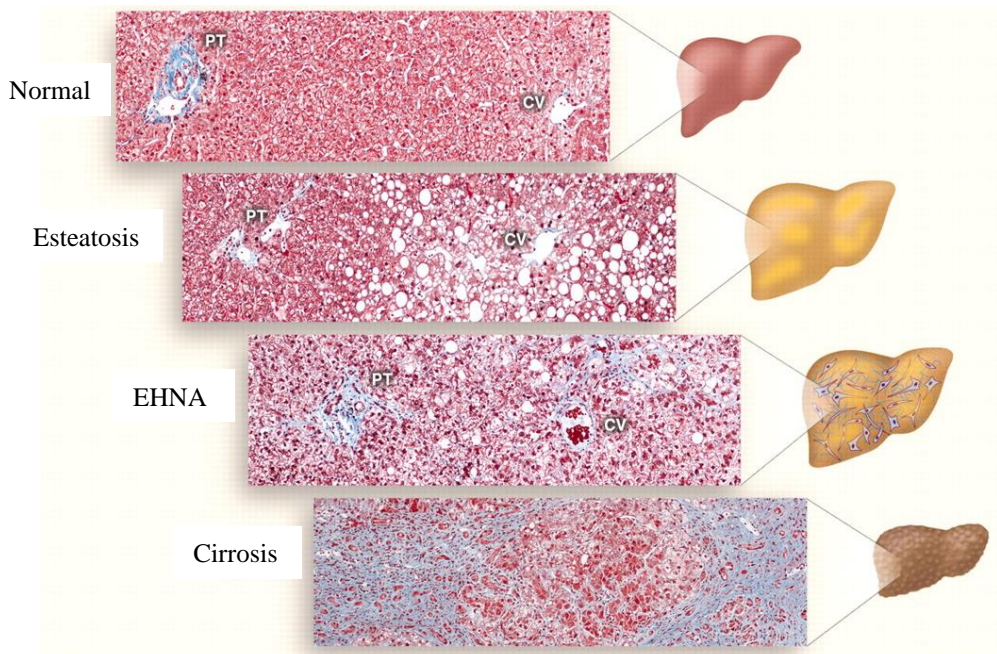 Normal
PT
CV
Esteatosis
PT
CV
EHNA
PT
CV
Cirrosis